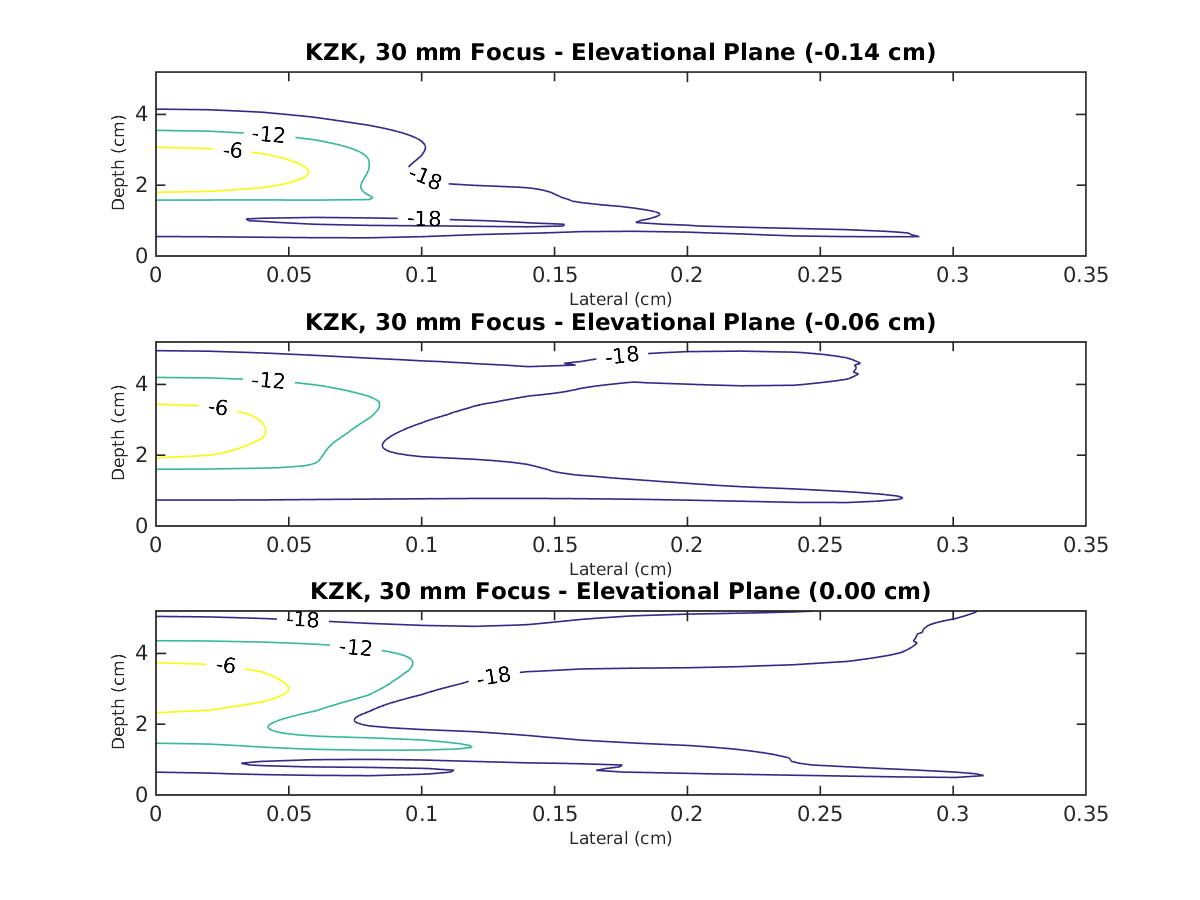 KZK, 30 mm Focus - Elevational Plane (-0.14 cm)
Depth (cm)
4
2
0
-12
-6
-18
-18
0 0.05 0.1 0.15 0.2 0.25 0.3 0.35
Lateral (cm)
KZK, 30 mm Focus - Elevational Plane (-0.06 cm)
Depth (cm)
4
2
0
-18
-12
-6
0 0.05 0.1 0.15 0.2 0.25 0.3 0.35
Lateral (cm)
KZK, 30 mm Focus - Elevational Plane (0.00 cm)
Depth (cm)
4
2
0
-18
-12
-6
-18
0 0.05 0.1 0.15 0.2 0.25 0.3 0.35
Lateral (cm)